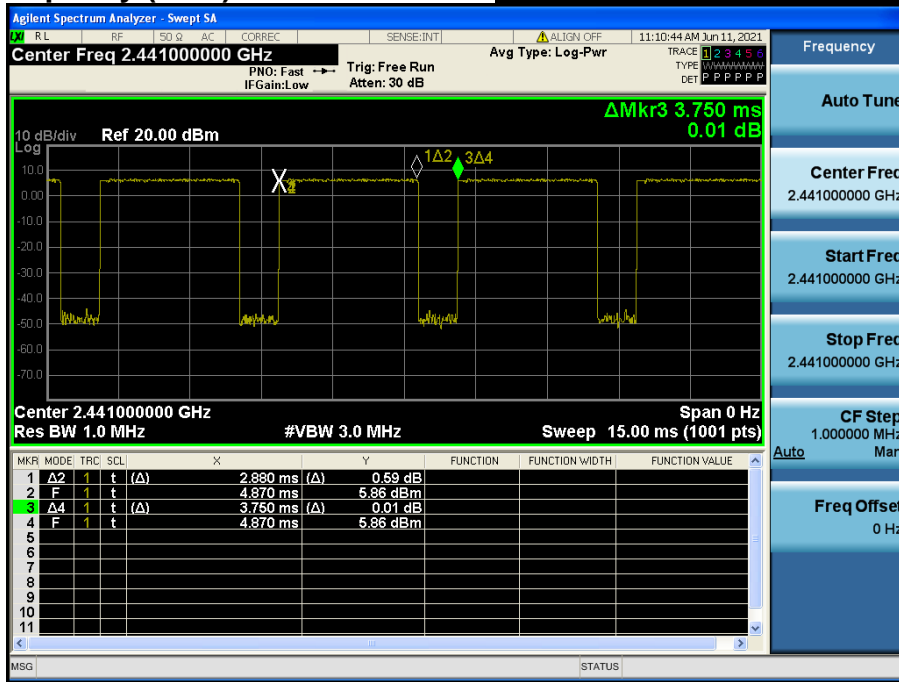 Agilent Spectrum Analyzer - Swept SA
LXI RL RF 50 Ω AC CORREC SENSE:INT ALIGN OFF 11:10:44 AM Jun 11, 2021
Center Freq 2.441000000 GHz
PNO: Fast
IFGain:Low
Trig: Free Run
Atten: 30 dB
Avg Type: Log-Pwr
TRACE 1 2 3 4 5 6
TYPE WWWWWW
DET P P P P P P
ΔMkr3 3.750 ms
0.01 dB
10 dB/div Ref 20.00 dBm
Log
10.0
0.00
-10.0
-20.0
-30.0
-40.0
-50.0
-60.0
-70.0
X
1Δ2 3Δ4
Center 2.441000000 GHz Span 0 Hz
Res BW 1.0 MHz #VBW 3.0 MHz Sweep 15.00 ms (1001 pts)
MKR MODE TRC SCL X Y FUNCTION FUNCTION WIDTH FUNCTION VALUE
1 Δ2 1 t (Δ) 2.880 ms (Δ) 0.59 dB
2 F 1 t 4.870 ms 5.86 dBm
3 Δ4 1 t (Δ) 3.750 ms (Δ) 0.01 dB
4 F 1 t 4.870 ms 5.86 dBm
5
6
7
8
9
10
11
MSG STATUS
Frequency
Auto Tune
Center Freq
2.441000000 GHz
Start Freq
2.441000000 GHz
Stop Freq
2.441000000 GHz
CF Step
1.000000 MHz
Auto Man
Freq Offset
0 Hz